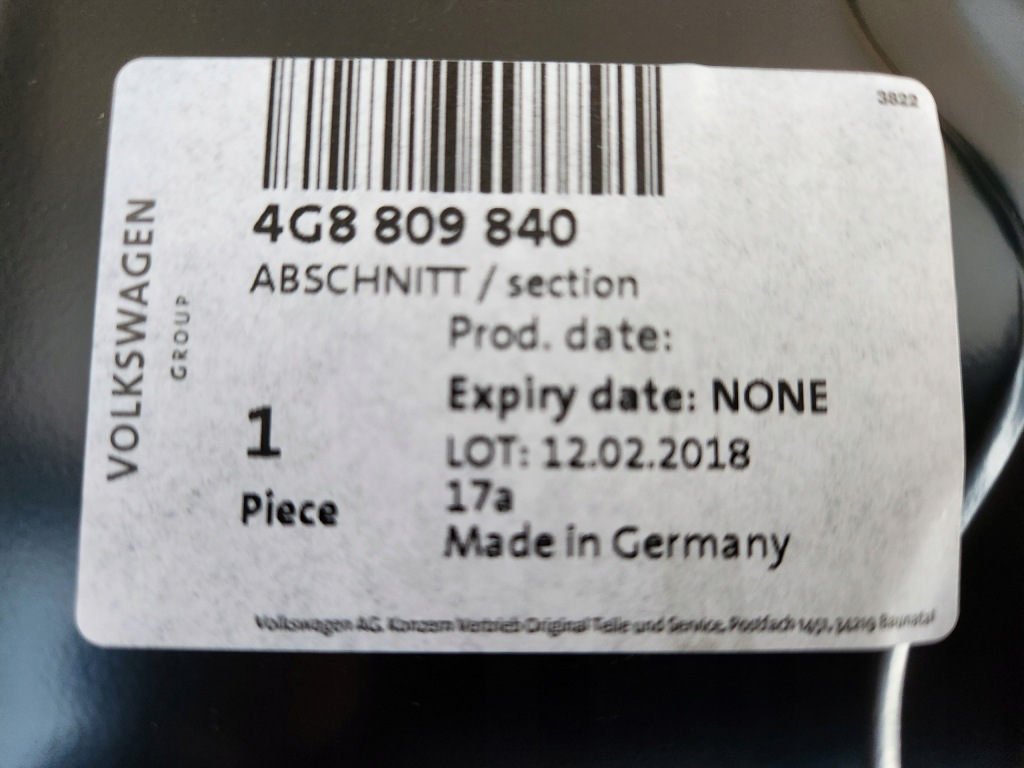 3822
4G8 809 840
ABSCHNITT / section
Prod. date:
Expiry date: NONE
LOT: 12.02.2018
17a
Made in Germany
1
Piece
VOLKSWAGEN
GROUP
Volkswagen AG. Konzern Vertrieb Original Teile und Service, Postfach 1451, 34219 Baunatal